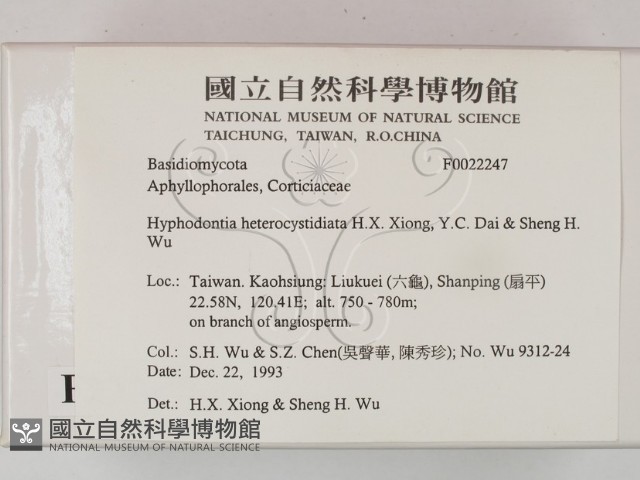 國立自然科學博物館
NATIONAL MUSEUM OF NATURAL SCIENCE
TAICHUNG, TAIWAN, R.O.CHINA
Basidiomycota F0022247
Aphyllophorales, Corticiaceae
Hyphodontia heterocystidiata H.X. Xiong, Y.C. Dai & Sheng H.
Wu
Loc.: Taiwan. Kaohsiung: Liukuei (六龜), Shanping (扇平)
22.58N, 120.41E; alt. 750 - 780m;
on branch of angiosperm.
Col.: S.H. Wu & S.Z. Chen(吳聲華, 陳秀珍); No. Wu 9312-24
Date: Dec. 22, 1993
Det.: H.X. Xiong & Sheng H. Wu
國立自然科學博物館
NATIONAL MUSEUM OF NATURAL SCIENCE